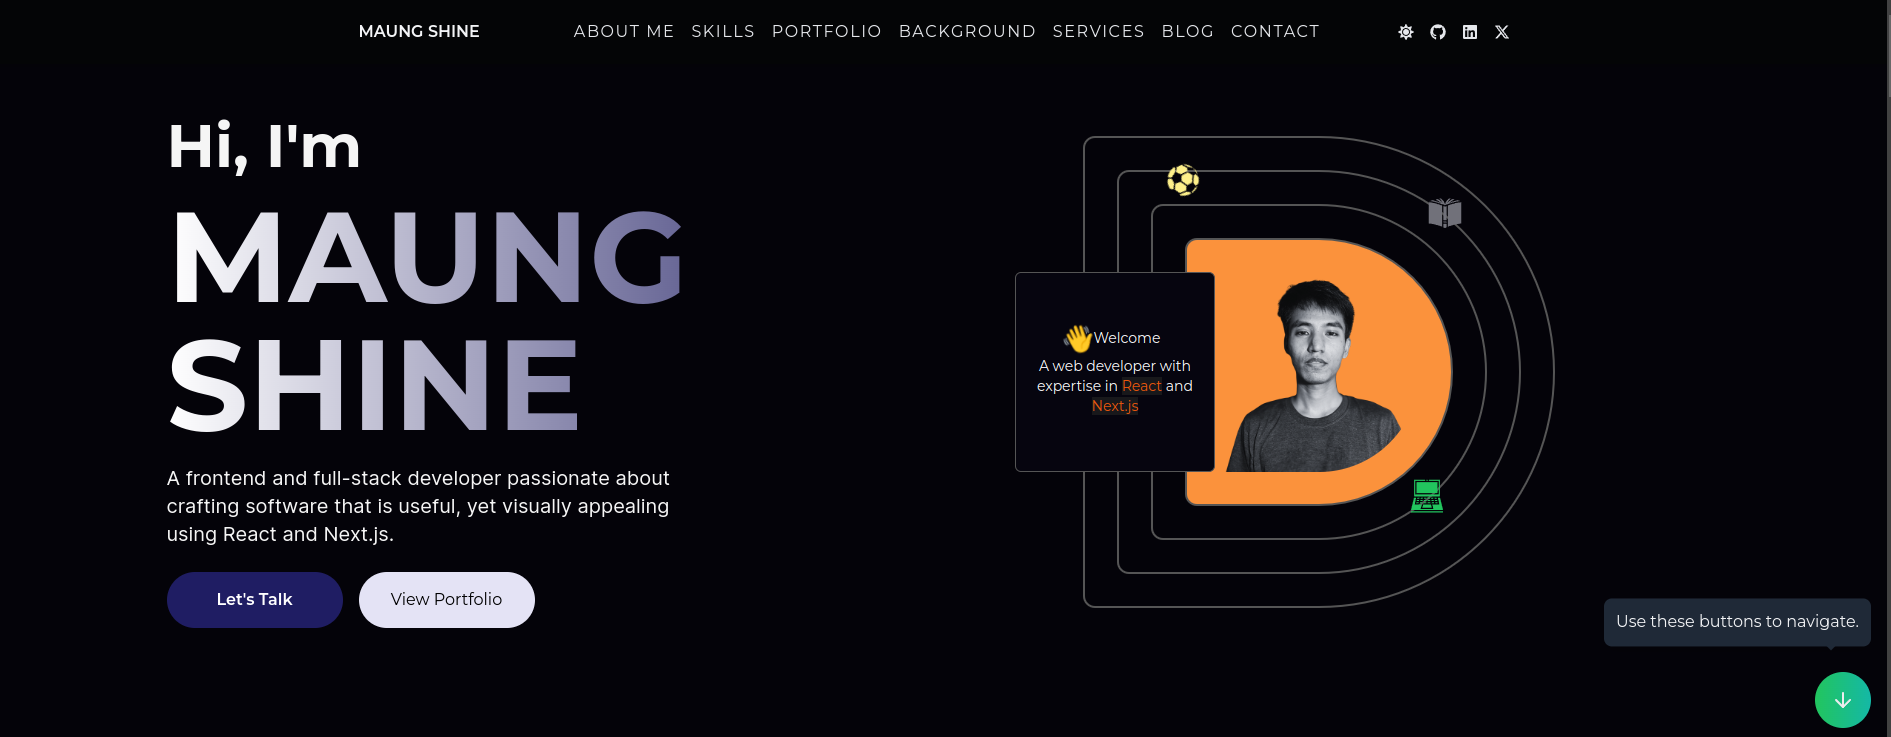 MAUNG SHINE
ABOUT ME SKILLS PORTFOLIO BACKGROUND SERVICES BLOG CONTACT
Hi, I'm
MAUNG
SHINE
A frontend and full-stack developer passionate about
crafting software that is useful, yet visually appealing
using React and Next.js.
Let's Talk
View Portfolio
👋Welcome
A web developer with
expertise in React and
Next.js
Use these buttons to navigate.